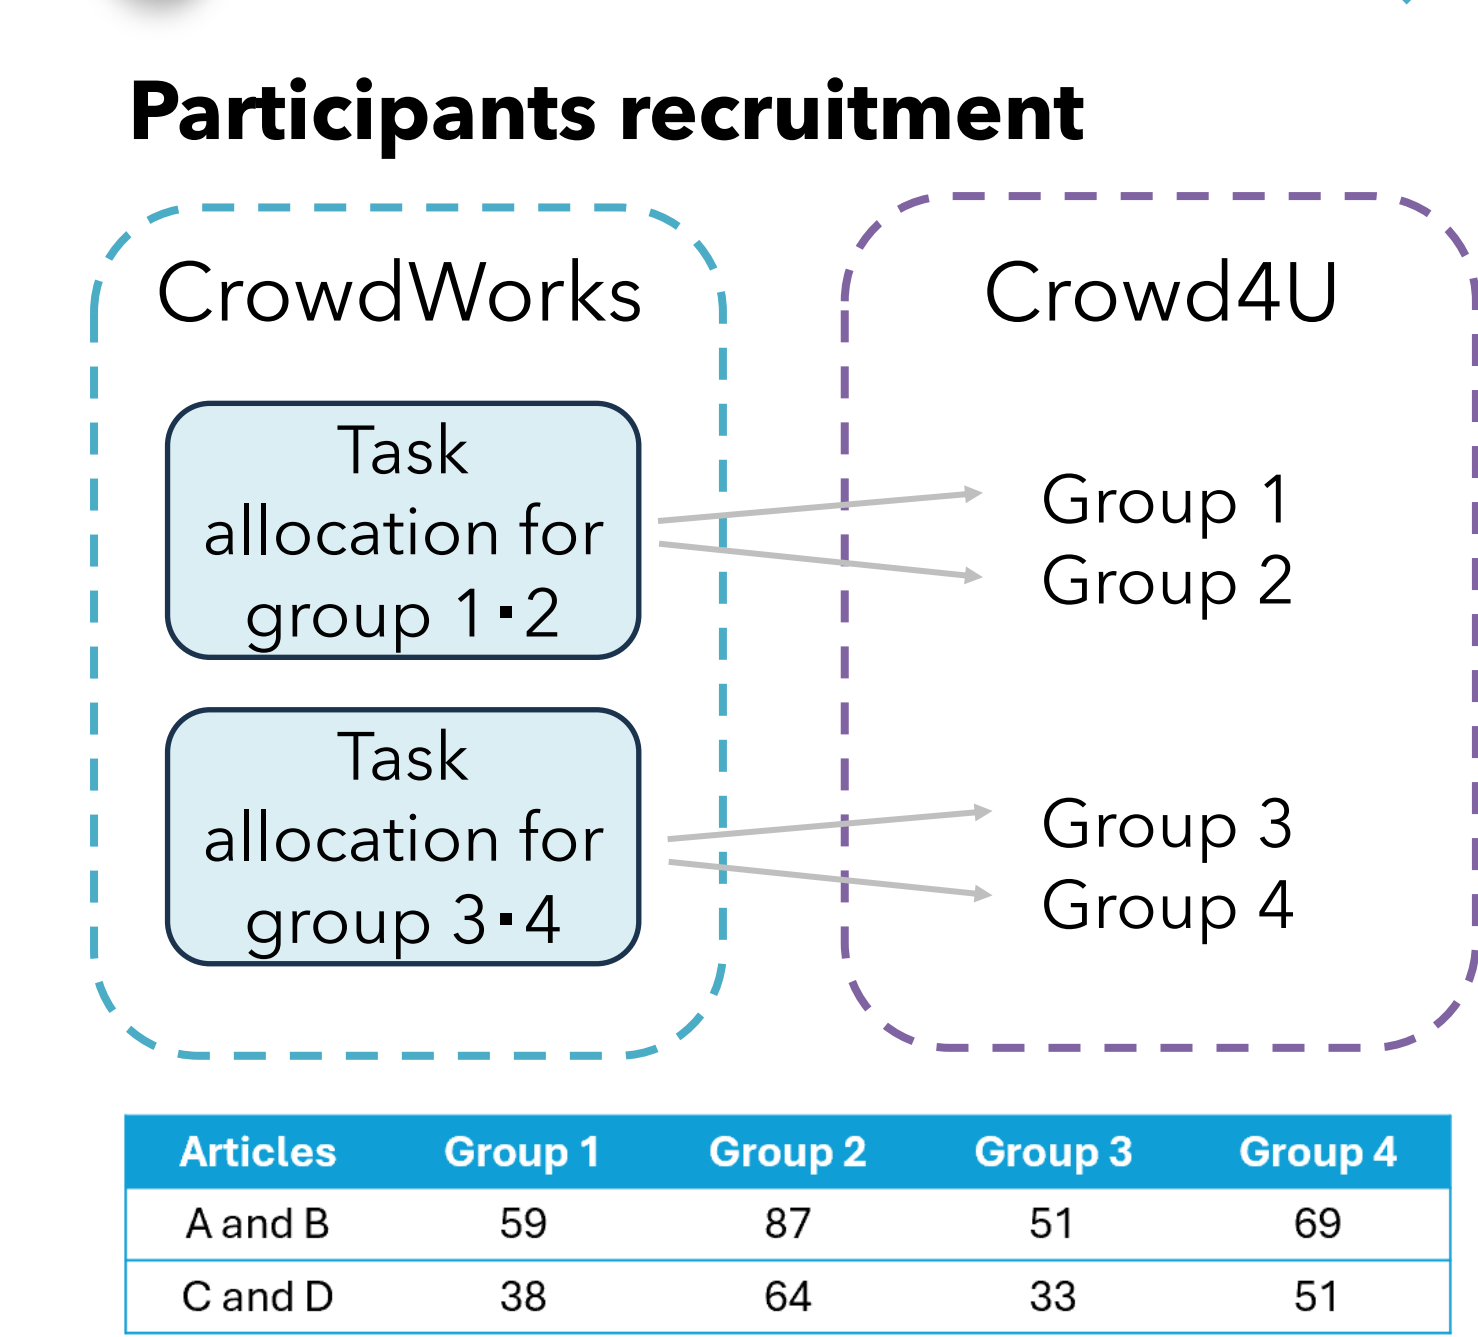 Participants recruitment
CrowdWorks
Task
allocation for
group 1▪2
Task
allocation for
group 3▪4
Crowd4U
Group 1
Group 2
Group 3
Group 4
Articles Group 1 Group 2 Group 3 Group 4
A and B 59 87 51 69
C and D 38 64 33 51